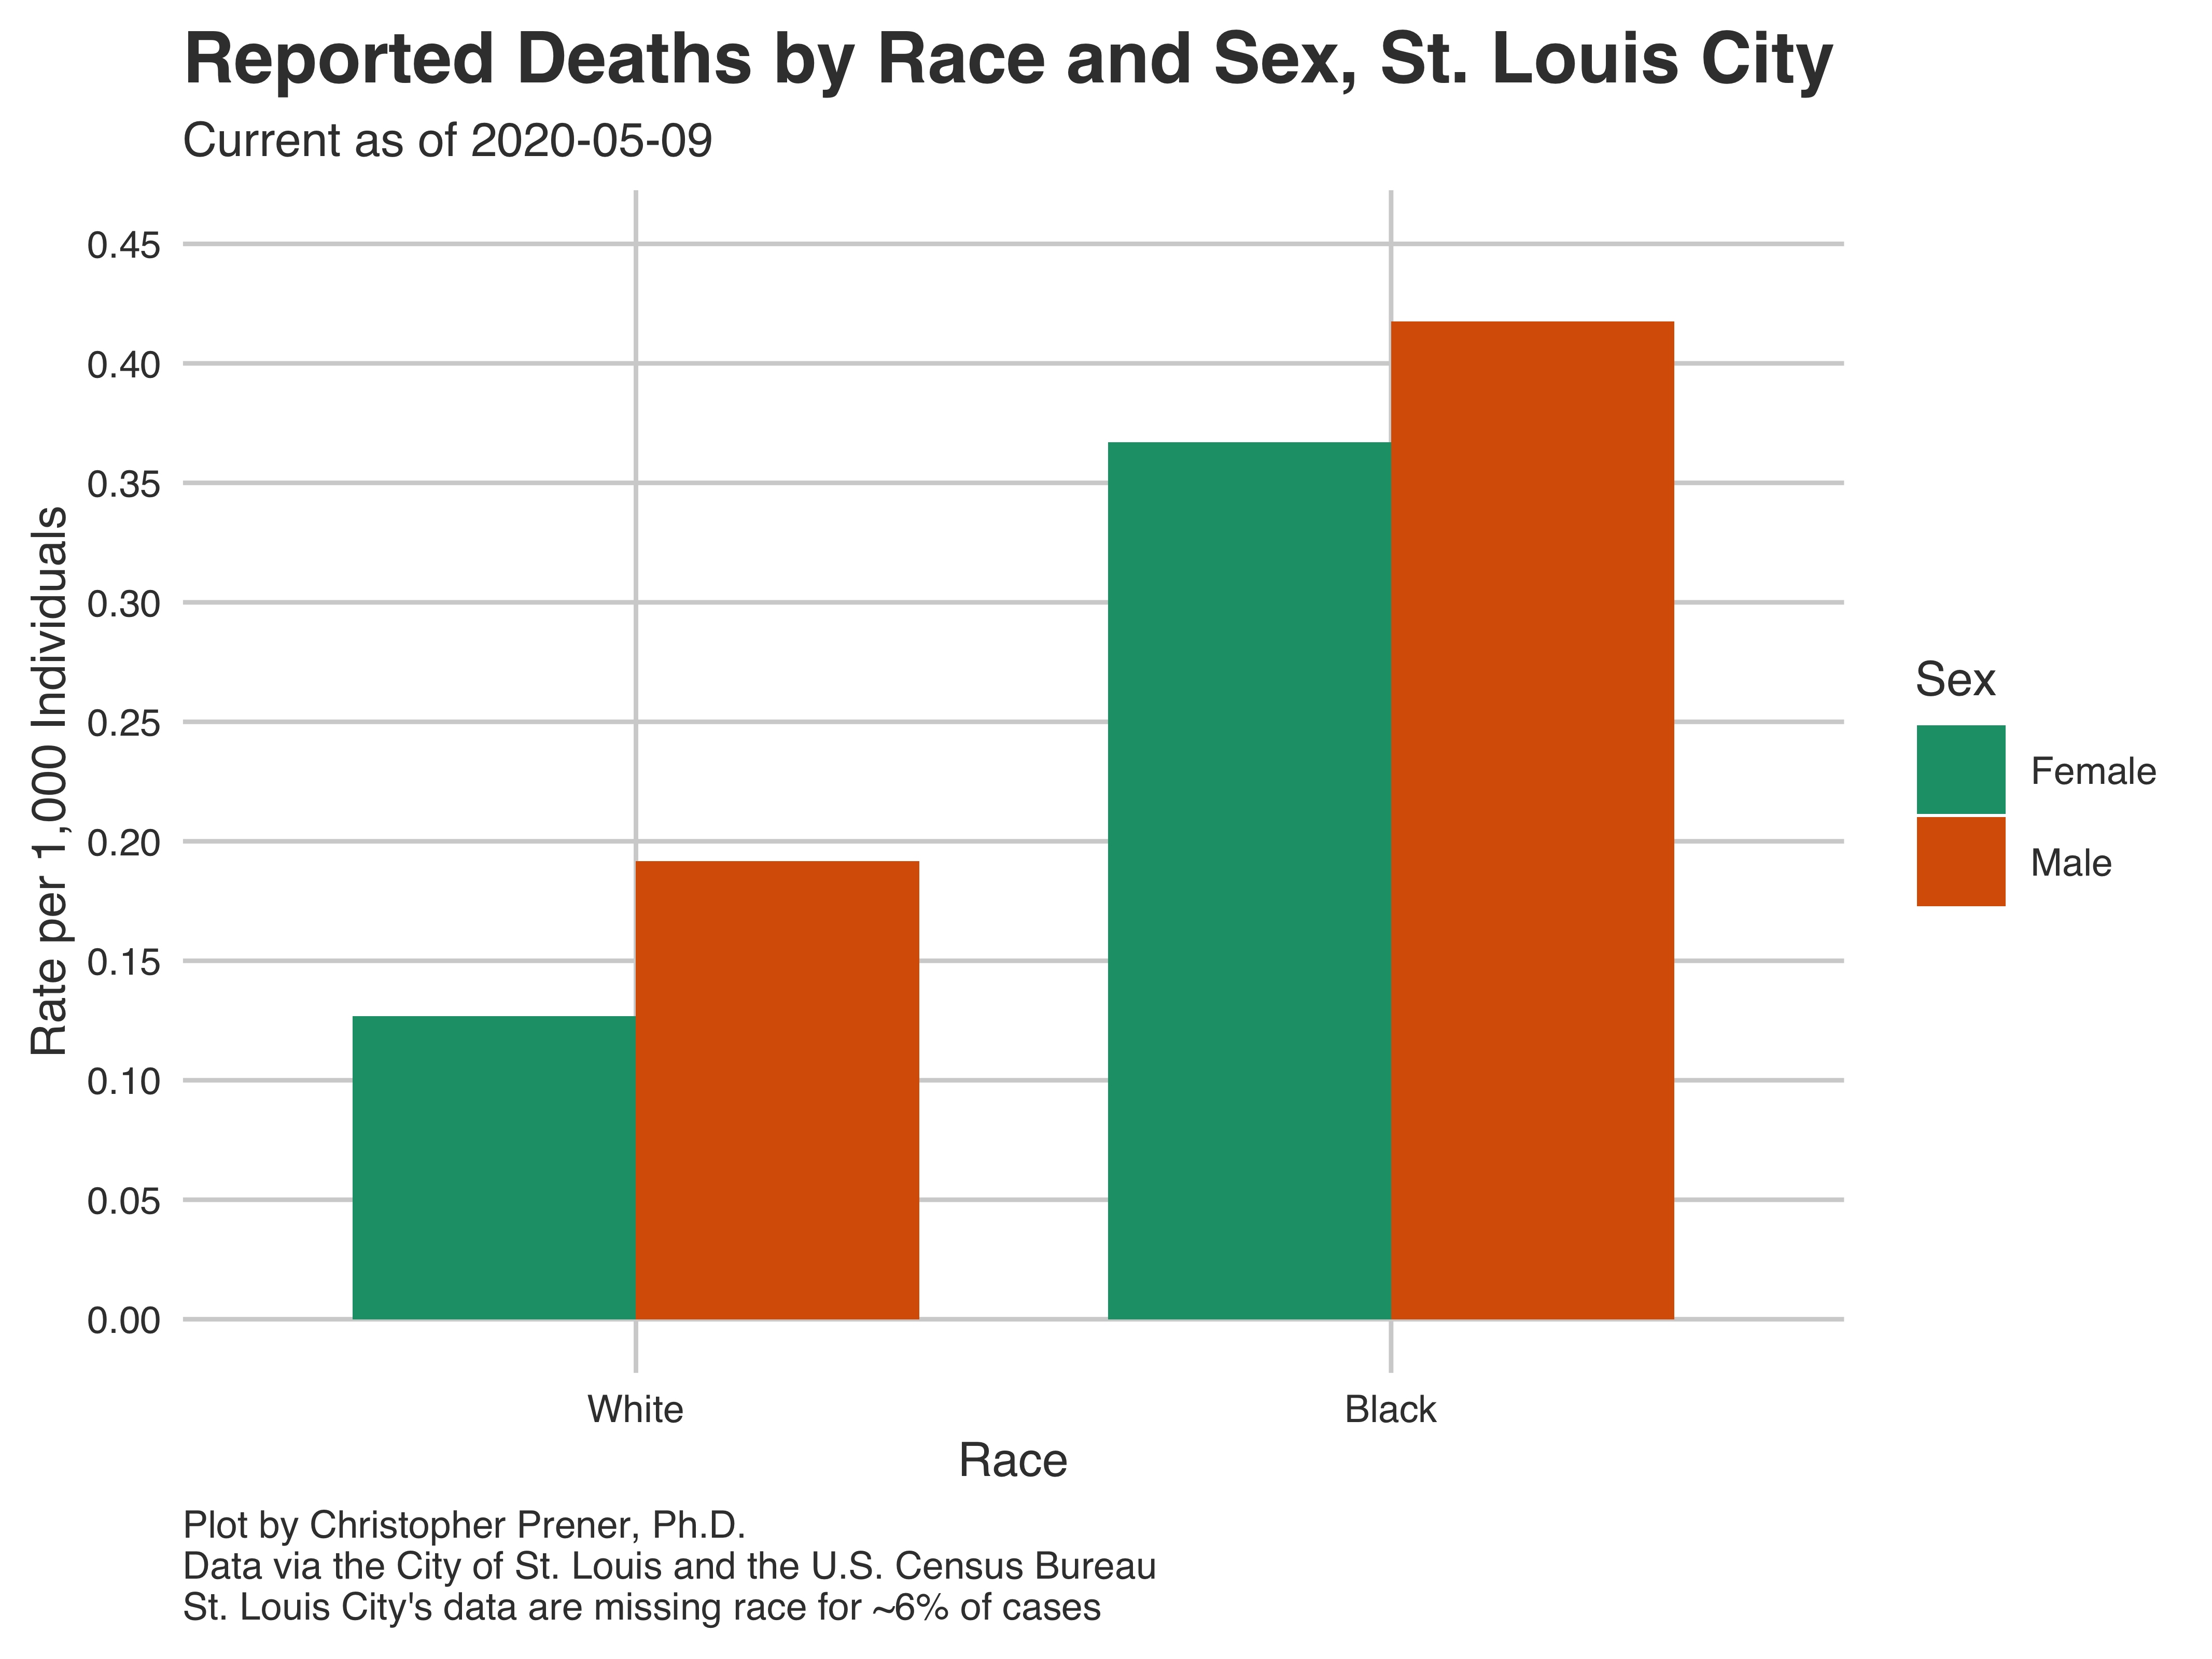 Reported Deaths by Race and Sex, St. Louis City
Current as of 2020-05-09
Rate per 1,000 Individuals
0.45
0.40
0.35
0.30
0.25
0.20
0.15
0.10
0.05
0.00
White
Black
Race
Sex
Female
Male
Plot by Christopher Prener, Ph.D.
Data via the City of St. Louis and the U.S. Census Bureau
St. Louis City's data are missing race for ~6% of cases